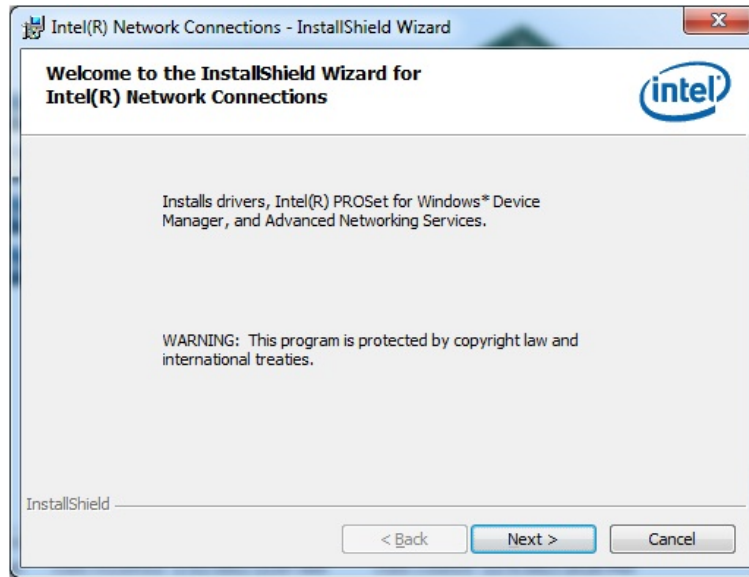 Intel(R) Network Connections - InstallShield Wizard
Welcome to the InstallShield Wizard for
Intel(R) Network Connections
intel
Installs drivers, Intel(R) PROSet for Windows* Device
Manager, and Advanced Networking Services.
WARNING: This program is protected by copyright law and
international treaties.
InstallShield
< Back
Next >
Cancel